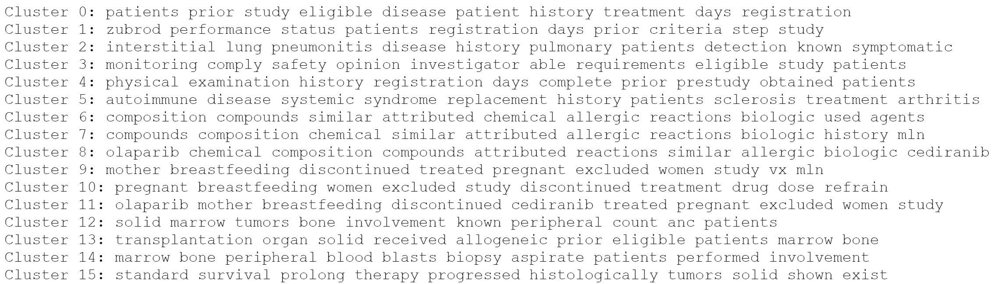 Cluster 0: patients prior study eligible disease patient history treatment days registration
Cluster 1: zubrod performance status patients registration days prior criteria step study
Cluster 2: interstitial lung pneumonitis disease history pulmonary patients detection known symptomatic
Cluster 3: monitoring comply safety opinion investigator able requirements eligible study patients
Cluster 4: physical examination history registration days complete prior prestudy obtained patients
Cluster 5: autoimmune disease systemic syndrome replacement history patients sclerosis treatment arthritis
Cluster 6: composition compounds similar attributed chemical allergic reactions biologic used agents
Cluster 7: compounds composition chemical similar attributed allergic reactions biologic history mln
Cluster 8: olaparib chemical composition compounds attributed reactions similar allergic biologic cediranib
Cluster 9: mother breastfeeding discontinued treated pregnant excluded women study vx mln
Cluster 10: pregnant breastfeeding women excluded study discontinued treatment drug dose refrain
Cluster 11: olaparib mother breastfeeding discontinued cediranib treated pregnant excluded women study
Cluster 12: solid marrow tumors bone involvement known peripheral count anc patients
Cluster 13: transplantation organ solid received allogeneic prior eligible patients marrow bone
Cluster 14: marrow bone peripheral blood blasts biopsy aspirate patients performed involvement
Cluster 15: standard survival prolong therapy progressed histologically tumors solid shown exist